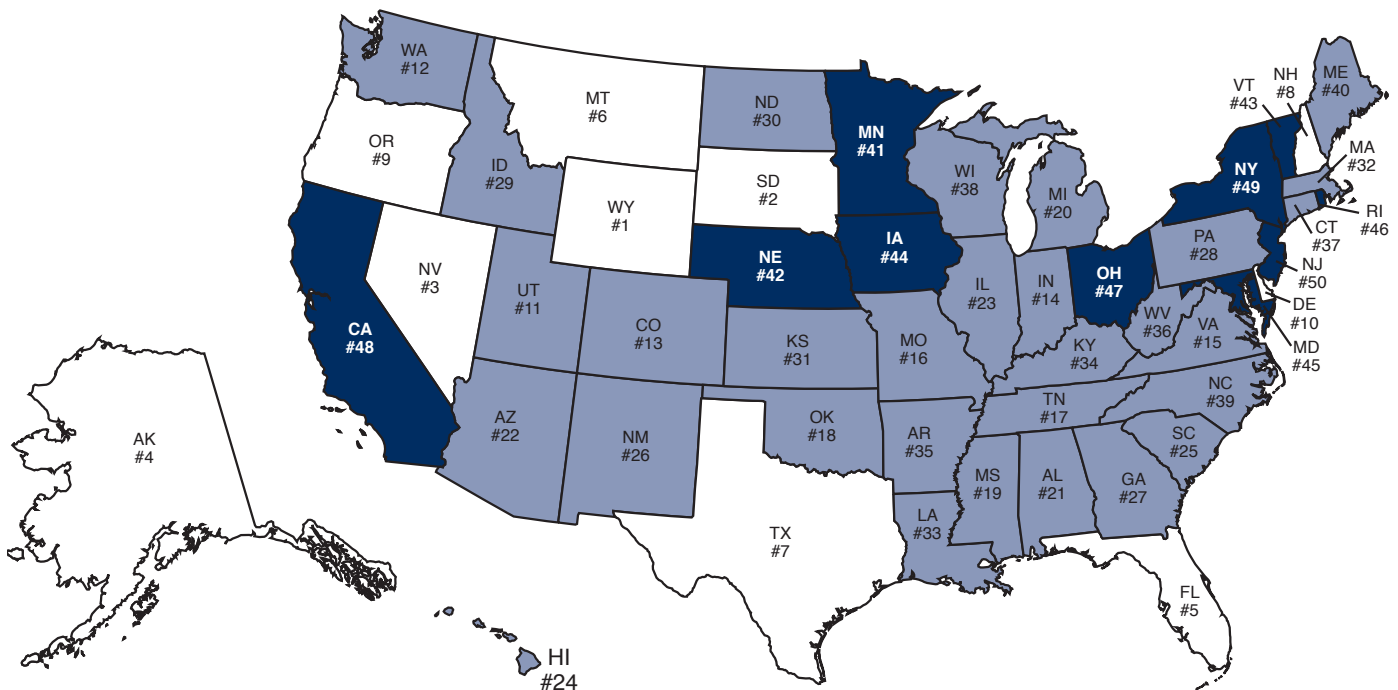 WA
#12
MT
#6
ND
#30
MN
#41
VT
#43
NH
#8
ME
#40
OR
#9
ID
#29
SD
#2
WI
#38
MI
#20
NY
#49
MA
#32
WY
#1
RI
#46
CT
#37
PA
#28
NJ
#50
NE
#42
IA
#44
NV
#3
UT
#11
CO
#13
IL
#23
IN
#14
OH
#47
DE
#10
WV
#36
VA
#15
MD
#45
CA
#48
KS
#31
MO
#16
KY
#34
NC
#39
TN
#17
AZ
#22
NM
#26
OK
#18
AR
#35
SC
#25
MS
#19
AL
#21
GA
#27
AK
#4
TX
#7
LA
#33
FL
#5
HI
#24